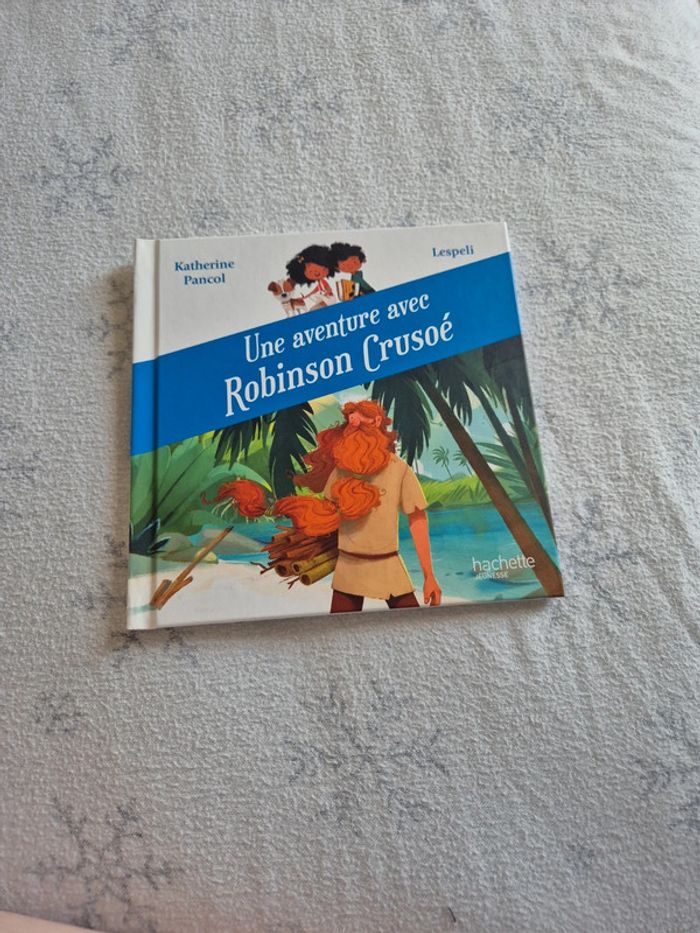 Katherine
Pancol
Lespeli
Une aventure avec
Robinson Crusoé
hachette
JEUNESSE